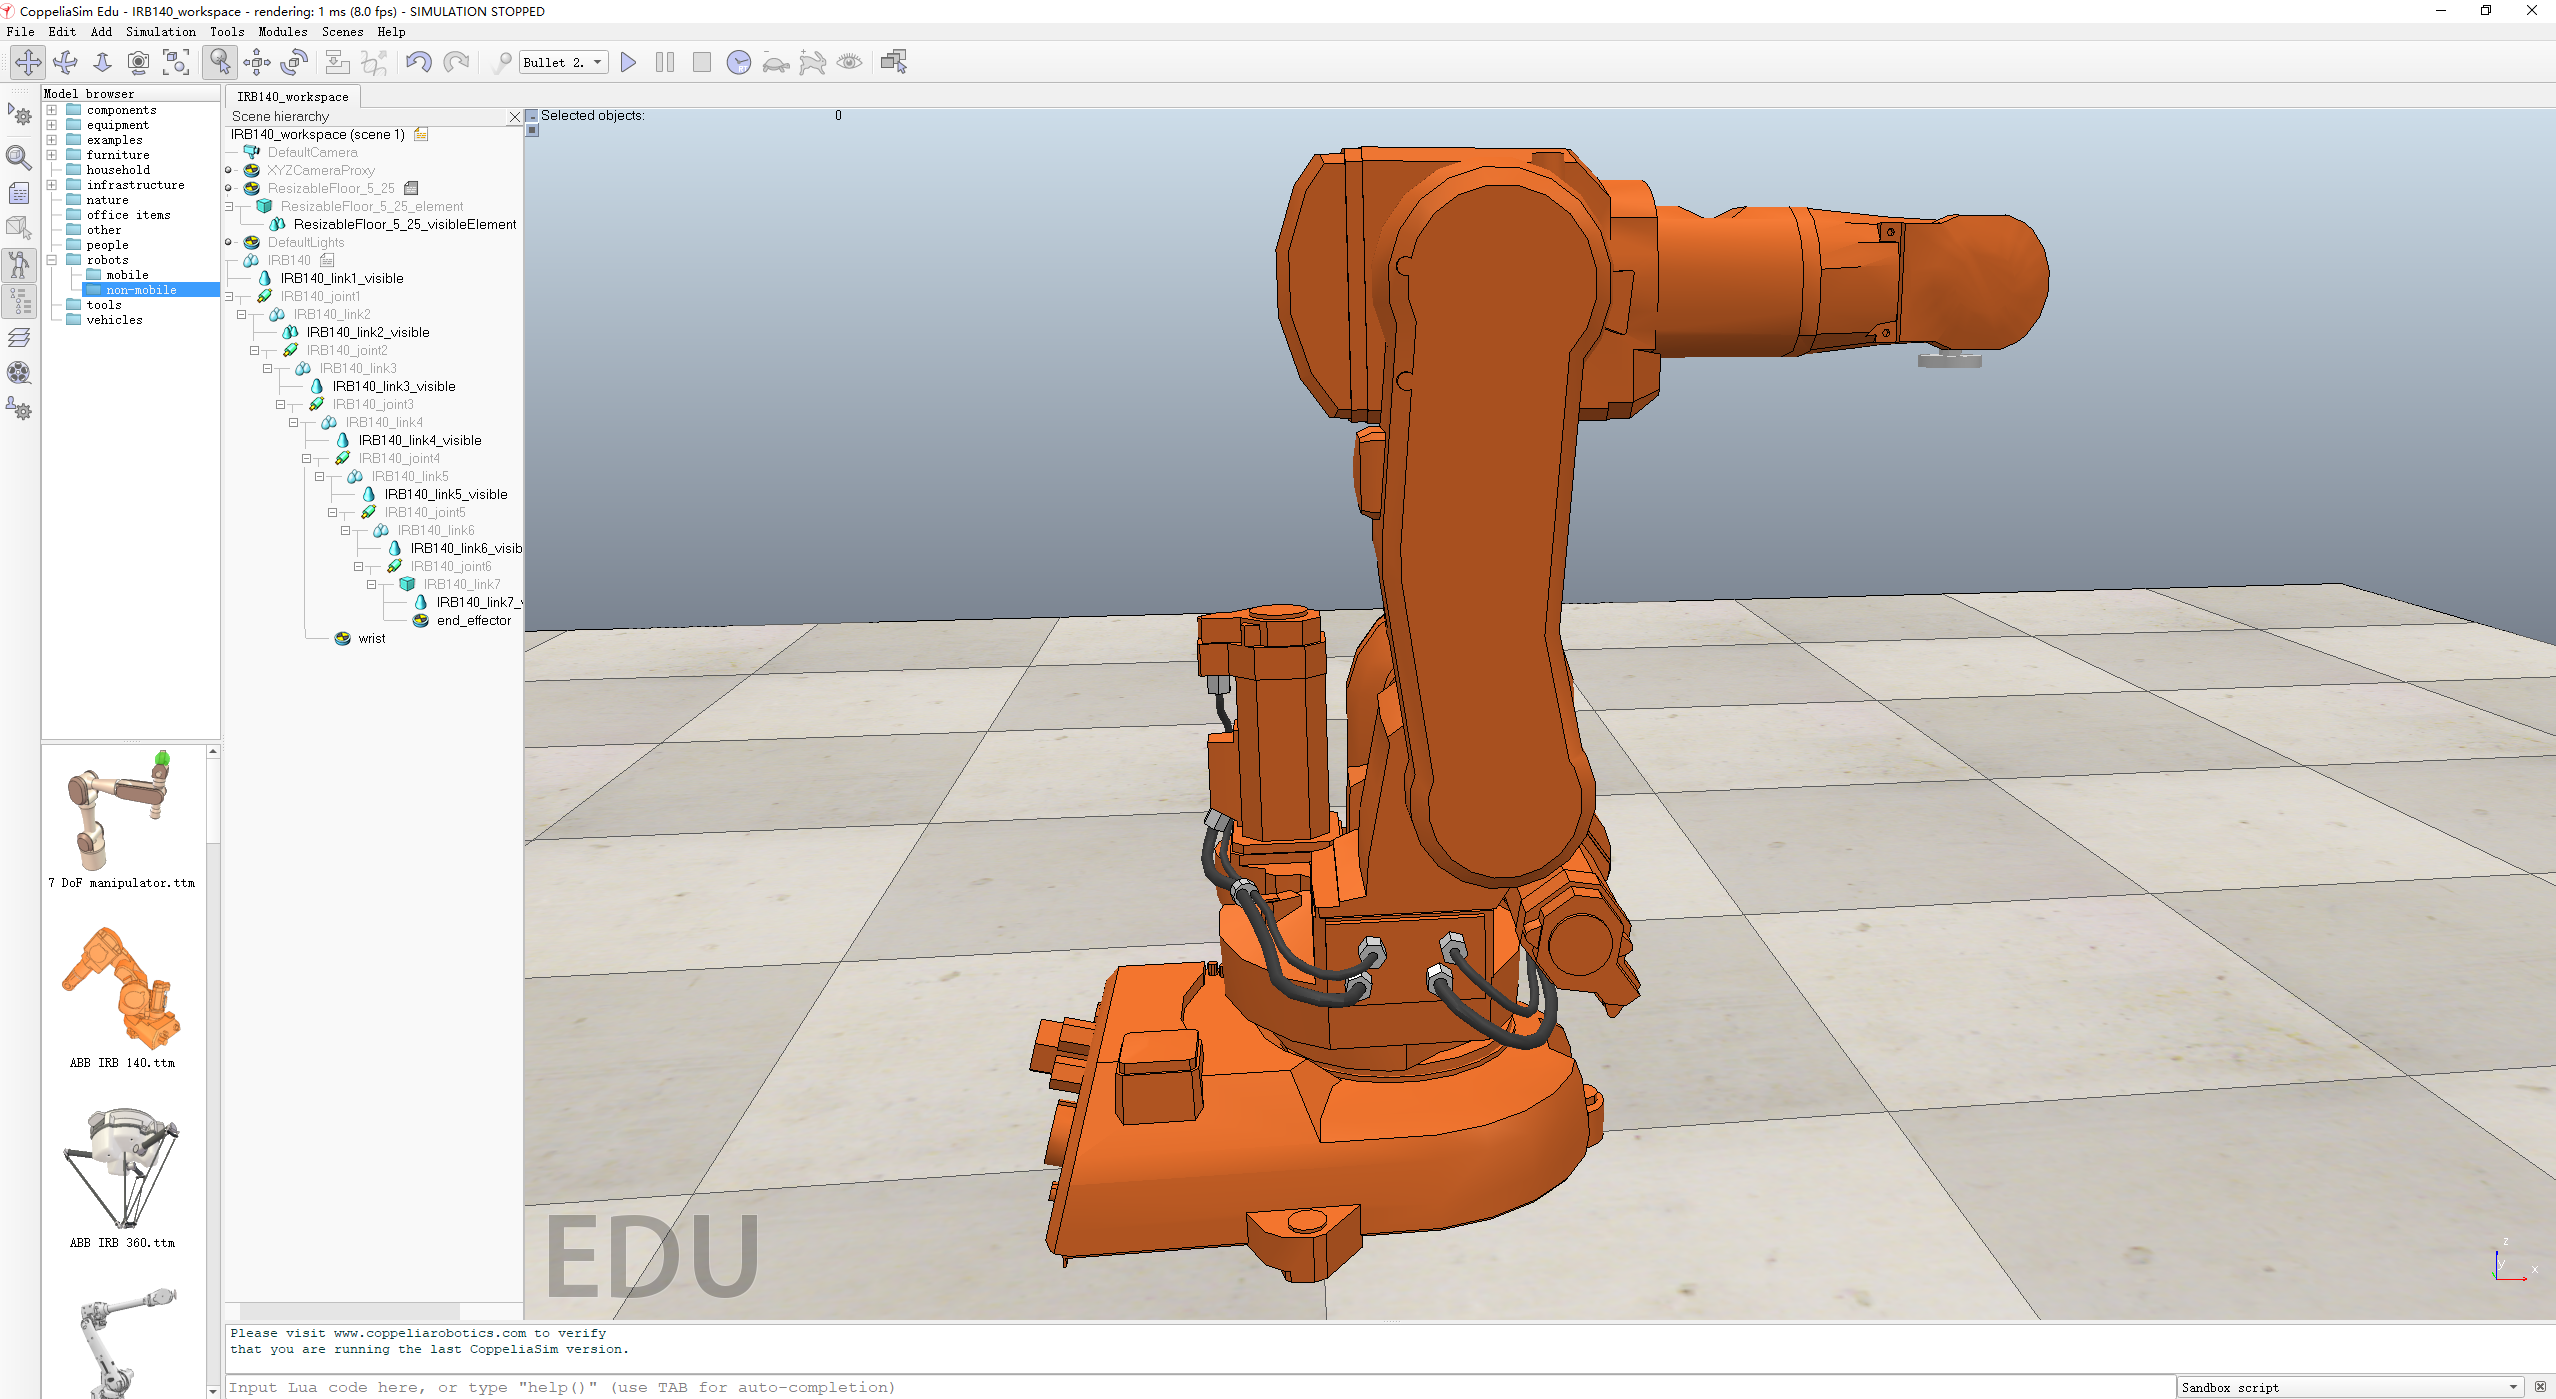 CoppeliaSim Edu - IRB140_workspace - rendering: 1 ms (8.0 fps) - SIMULATION STOPPED
File Edit Add Simulation Tools Modules Scenes Help
Bullet 2.
Model browser
components
equipment
examples
furniture
household
infrastructure
nature
office items
other
people
robots
mobile
non-mobile
tools
vehicles
7 DoF manipulator.ttm
ABB IRB 140.ttm
ABB IRB 360.ttm
IRB140_workspace
Scene hierarchy
IRB140_workspace (scene 1)
DefaultCamera
XYZCameraProxy
ResizableFloor_5_25
ResizableFloor_5_25_element
ResizableFloor_5_25_visibleElement
DefaultLights
IRB140
IRB140_link1_visible
IRB140_joint1
IRB140_link2
IRB140_link2_visible
IRB140_joint2
IRB140_link3
IRB140_link3_visible
IRB140_joint3
IRB140_link4
IRB140_link4_visible
IRB140_joint4
IRB140_link5
IRB140_link5_visible
IRB140_joint5
IRB140_link6
IRB140_link6_visib
IRB140_joint6
IRB140_link7
IRB140_link7_
end_effector
wrist
Selected objects: 0
EDU
z
y
x
Please visit www.coppeliarobotics.com to verify
that you are running the last CoppeliaSim version.
Input Lua code here, or type "help()" (use TAB for auto-completion)
Sandbox script